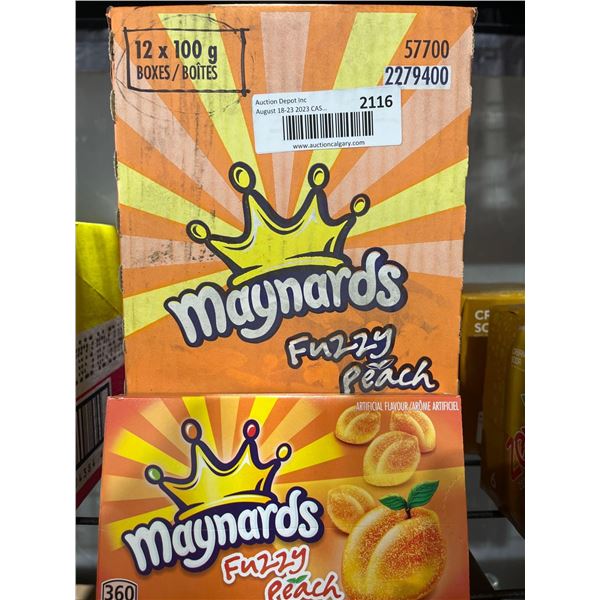 12 x 100 g
BOXES / BOÎTES
57700
2279400
Auction Depot Inc
August 18-23 2023 CAS...
2116
www.auctioncalgary.com
maynards
Fuzzy
Peach
ARTIFICIAL FLAVOUR/ARÔME ARTIFICIEL
maynards
Fuzzy
Peach
360